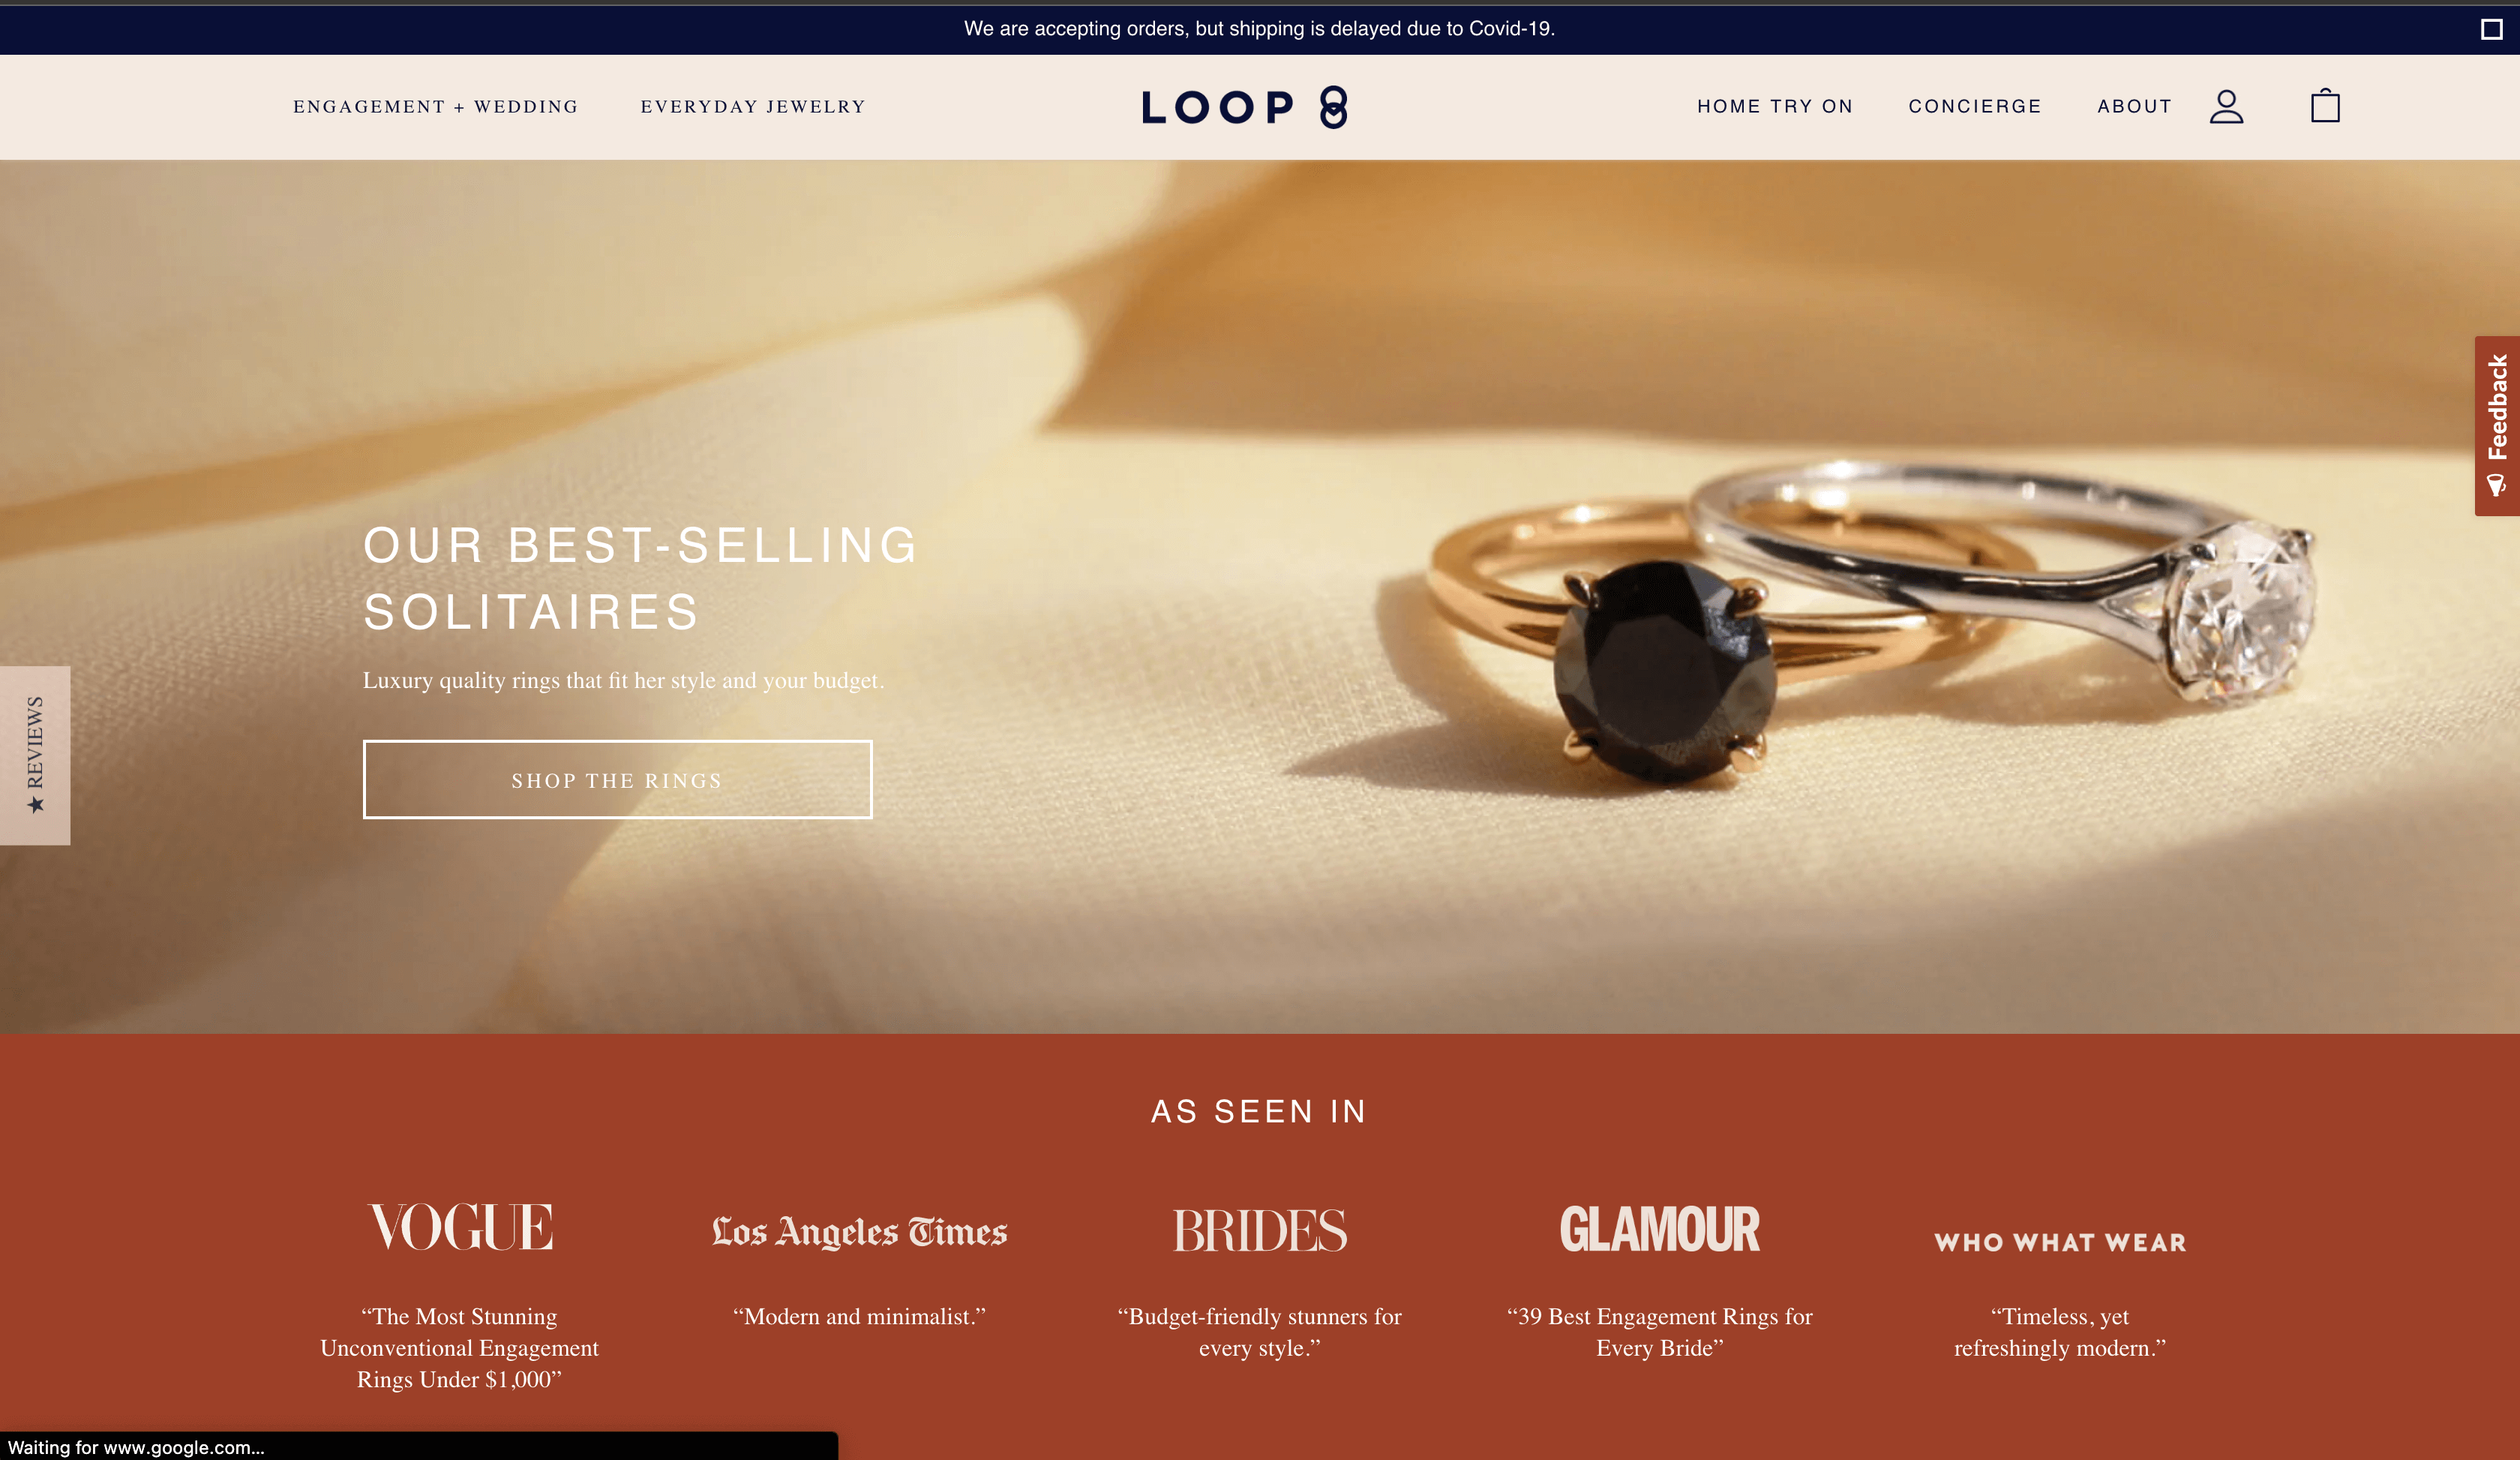 We are accepting orders, but shipping is delayed due to Covid-19.
ENGAGEMENT + WEDDING
EVERYDAY JEWELRY
LOOP 8
HOME TRY ON
CONCIERGE
ABOUT
Feedback
OUR BEST-SELLING
SOLITAIRES
Luxury quality rings that fit her style and your budget.
SHOP THE RINGS
★ REVIEWS
AS SEEN IN
VOGUE
Los Angeles Times
BRIDES
GLAMOUR
WHO WHAT WEAR
“The Most Stunning
Unconventional Engagement
Rings Under $1,000”
“Modern and minimalist.”
“Budget-friendly stunners for
every style.”
“39 Best Engagement Rings for
Every Bride”
“Timeless, yet
refreshingly modern.”
Waiting for www.google.com...